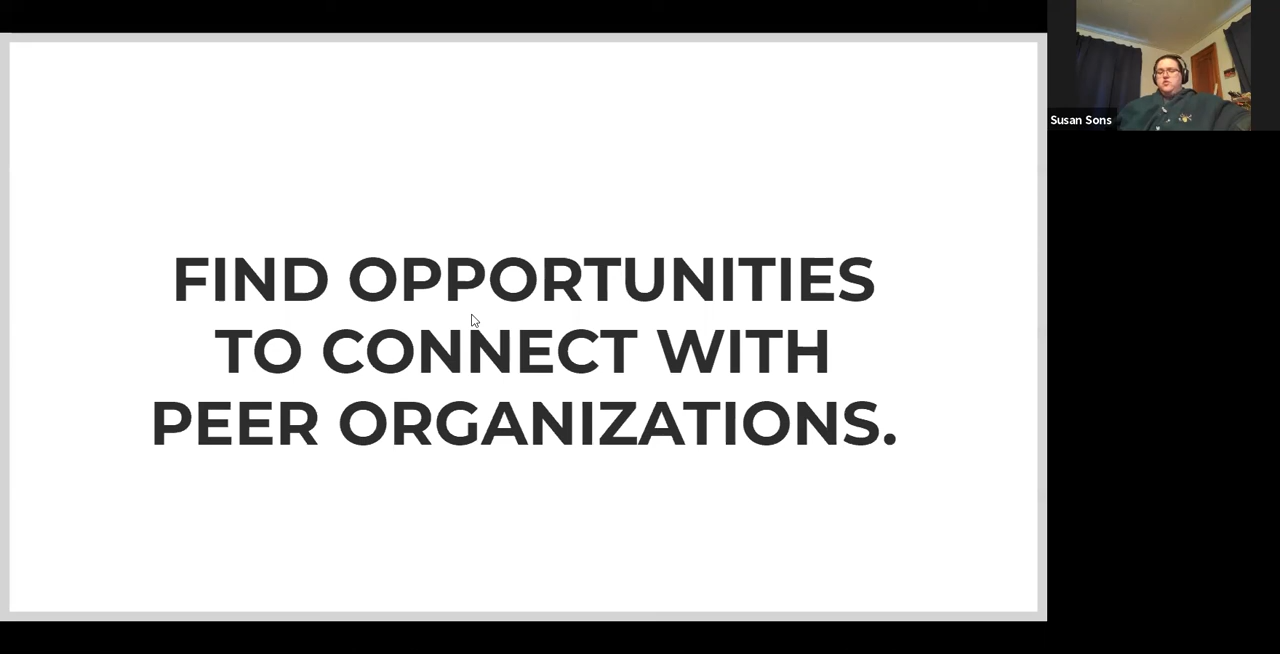 FIND OPPORTUNITIES
TO CONNECT WITH
PEER ORGANIZATIONS.
Susan Sons